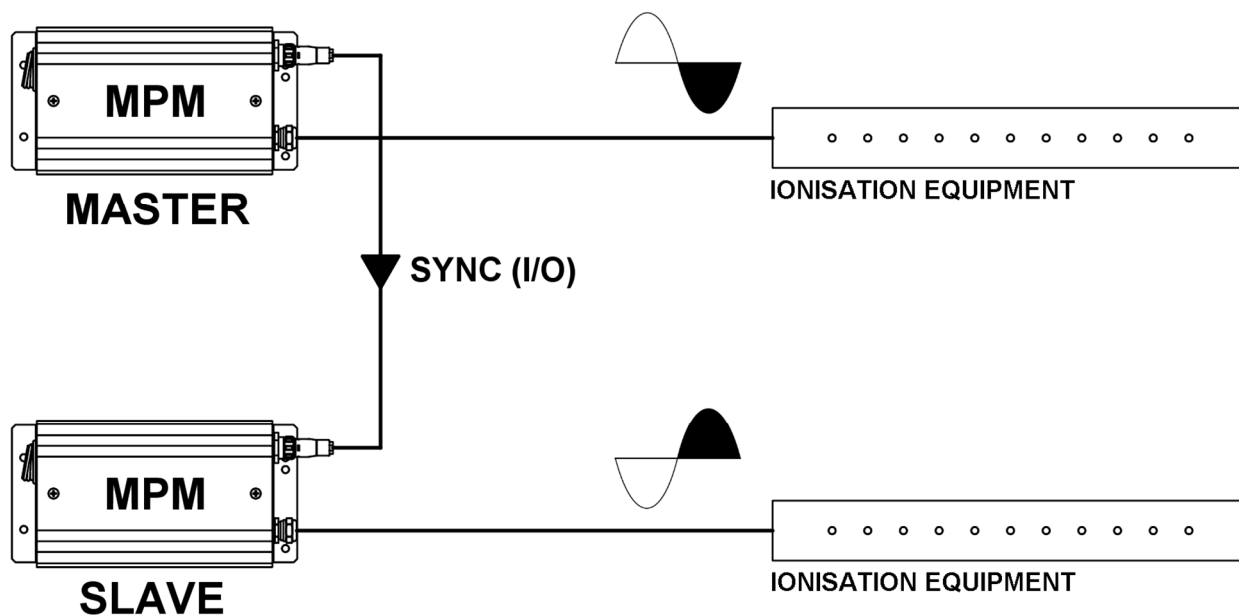 MPM
MASTER
IONISATION EQUIPMENT
SYNC (I/O)
MPM
SLAVE
IONISATION EQUIPMENT